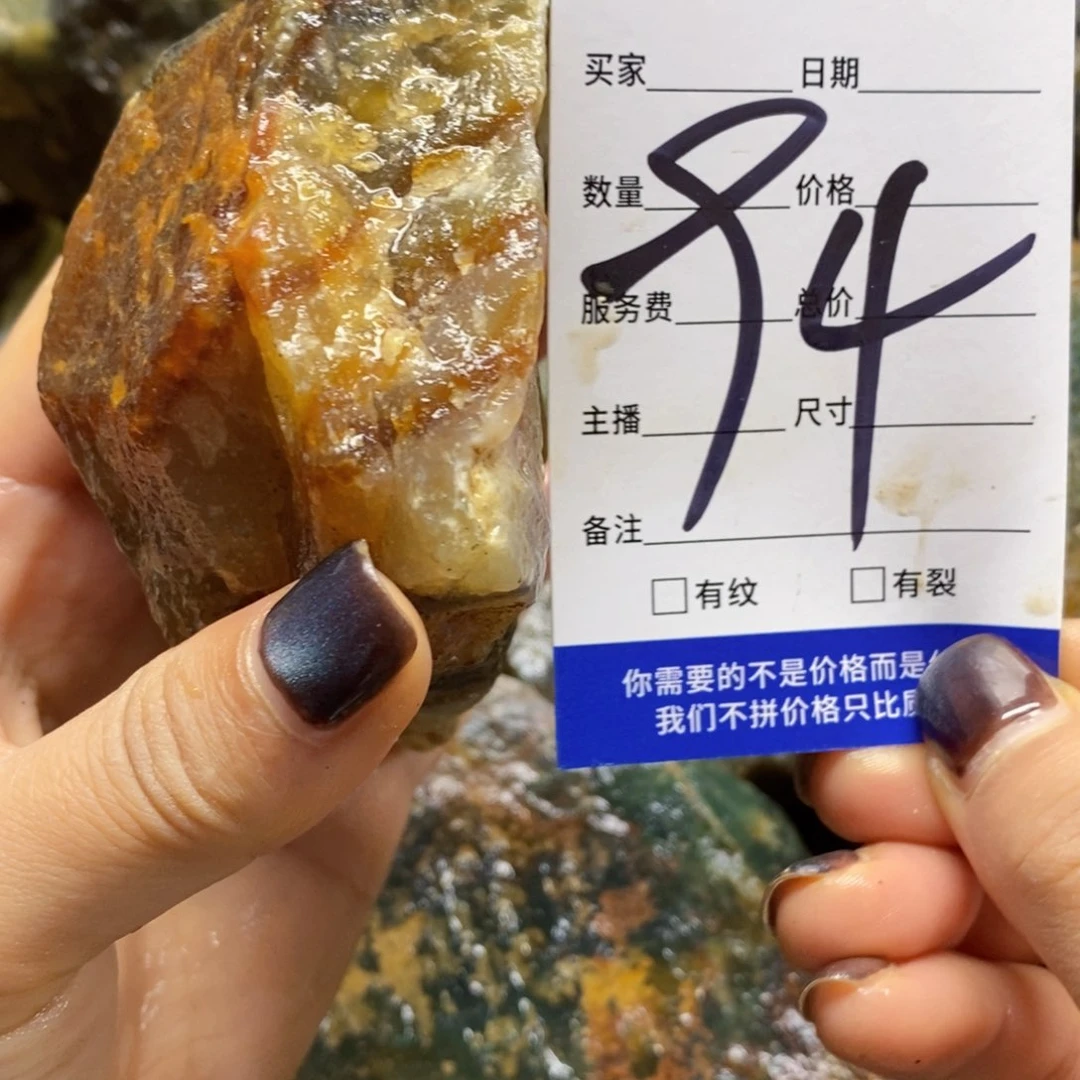 买家 日期
数量 价格
服务费 总价
主播 尺寸
备注
有纹 有裂
你需要的不是价格而是
我们不拼价格只比